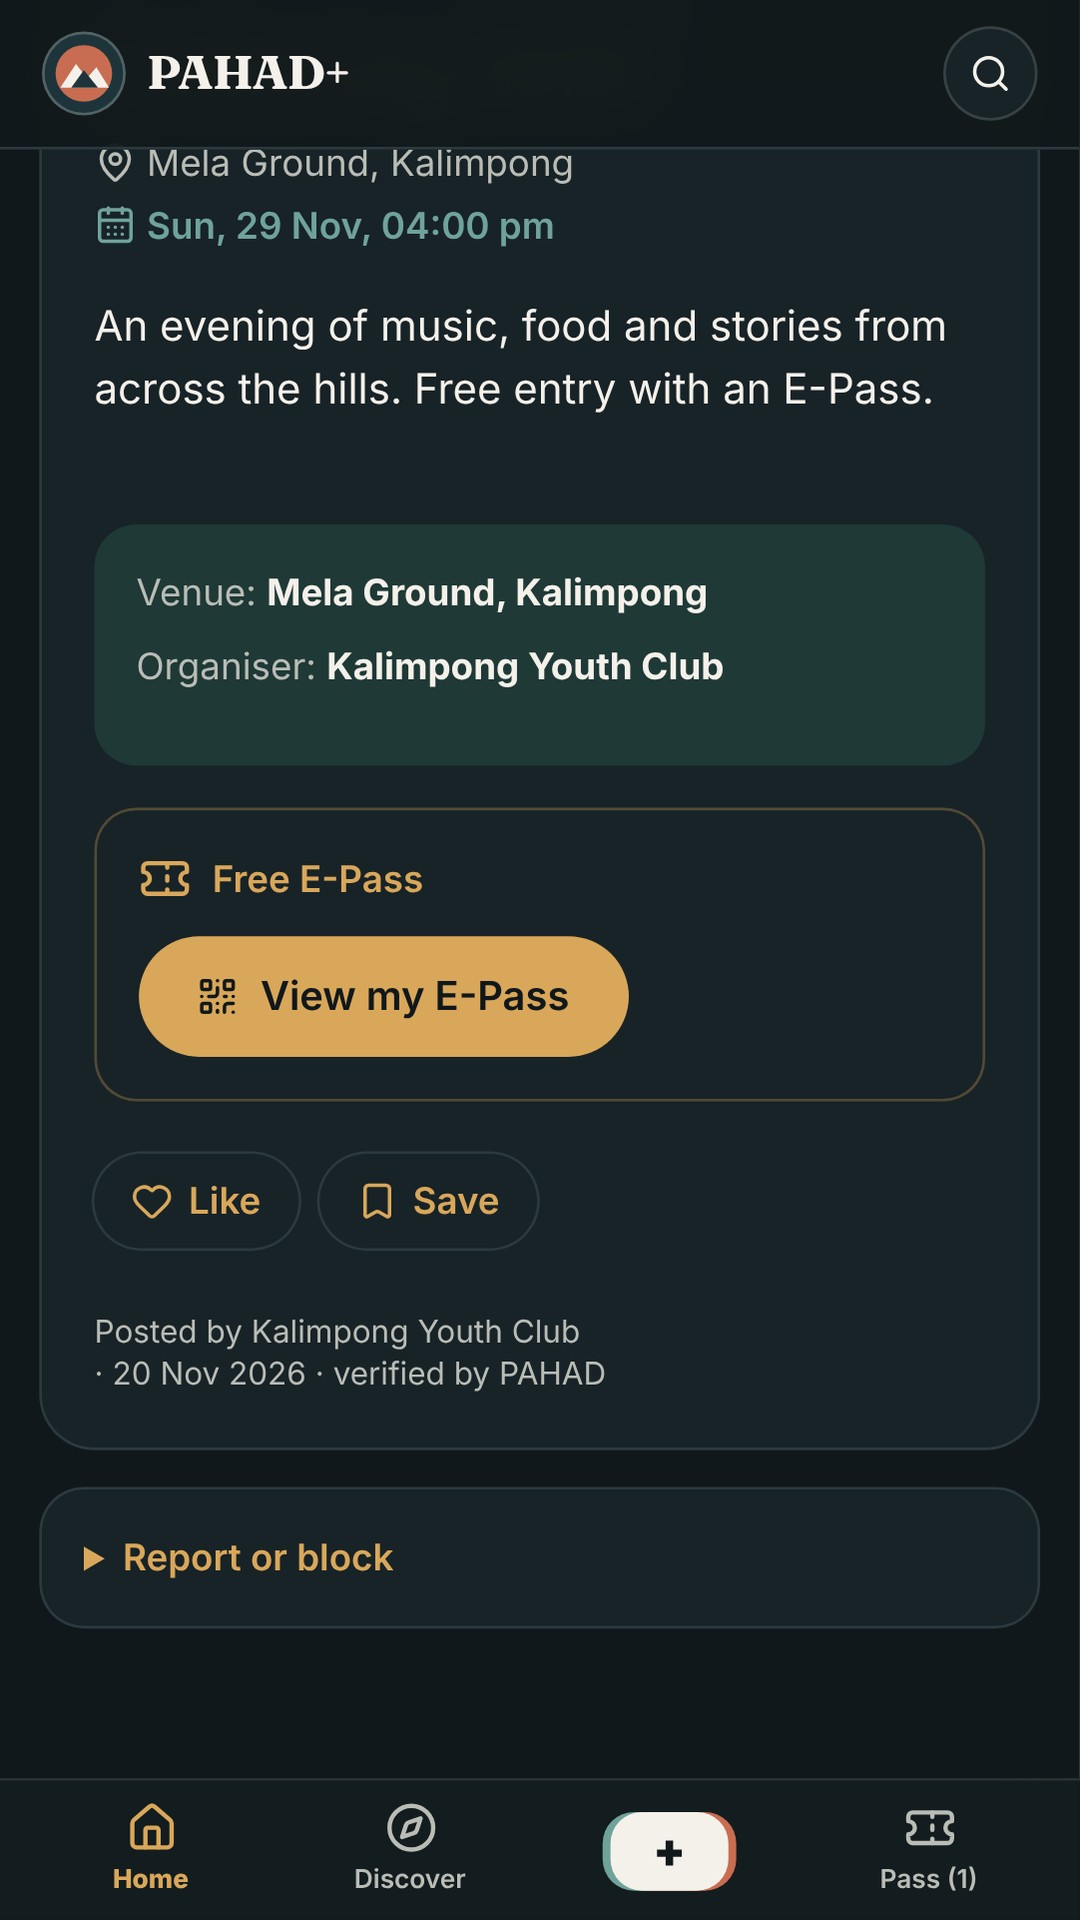 PAHAD+
Mela Ground, Kalimpong
Sun, 29 Nov, 04:00 pm
An evening of music, food and stories from
across the hills. Free entry with an E-Pass.
Venue: Mela Ground, Kalimpong
Organiser: Kalimpong Youth Club
Free E-Pass
View my E-Pass
Like
Save
Posted by Kalimpong Youth Club
· 20 Nov 2026 · verified by PAHAD
Report or block
Home
Discover
+
Pass (1)